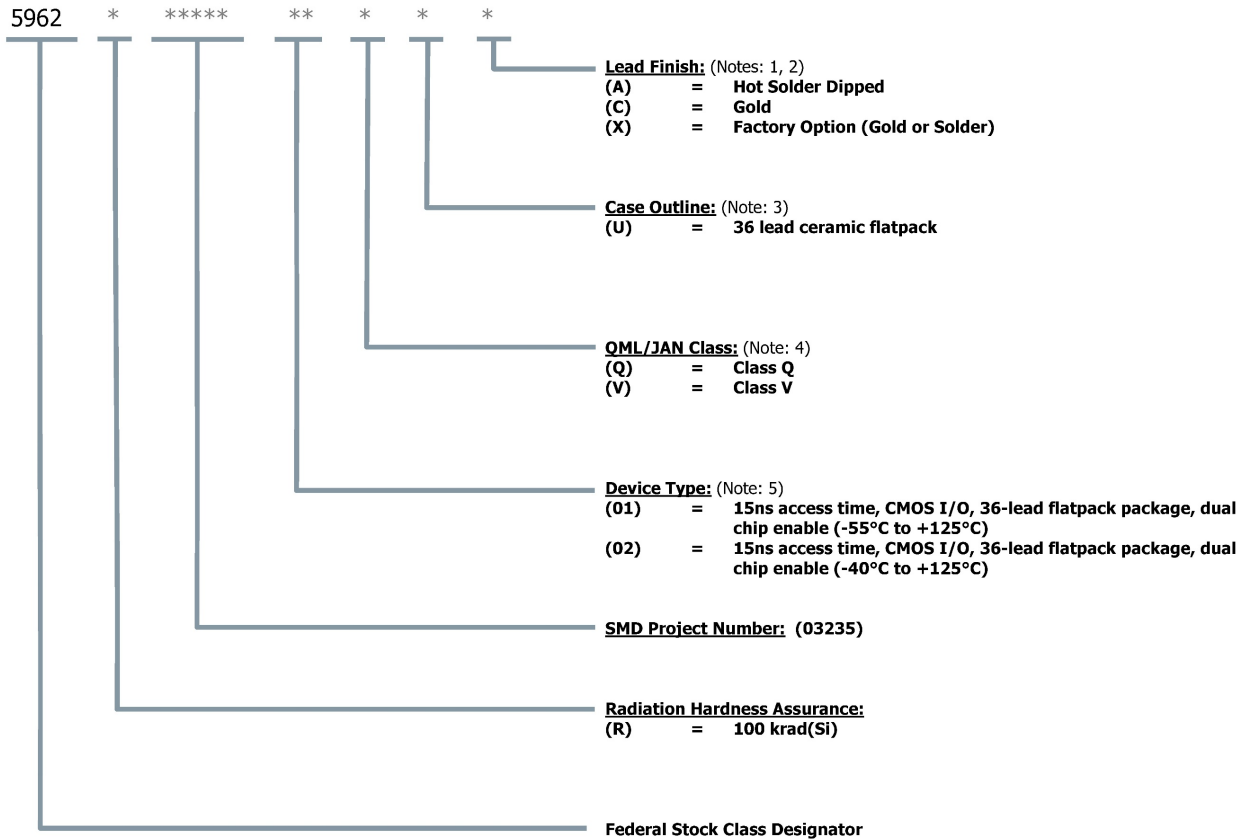 5962 * ***** ** * * *
Lead Finish: (Notes: 1, 2)
(A) = Hot Solder Dipped
(C) = Gold
(X) = Factory Option (Gold or Solder)
Case Outline: (Note: 3)
(U) = 36 lead ceramic flatpack
QML/JAN Class: (Note: 4)
(Q) = Class Q
(V) = Class V
Device Type: (Note: 5)
(01) = 15ns access time, CMOS I/O, 36-lead flatpack package, dual
chip enable (-55°C to +125°C)
(02) = 15ns access time, CMOS I/O, 36-lead flatpack package, dual
chip enable (-40°C to +125°C)
SMD Project Number: (03235)
Radiation Hardness Assurance:
(R) = 100 krad(Si)
Federal Stock Class Designator